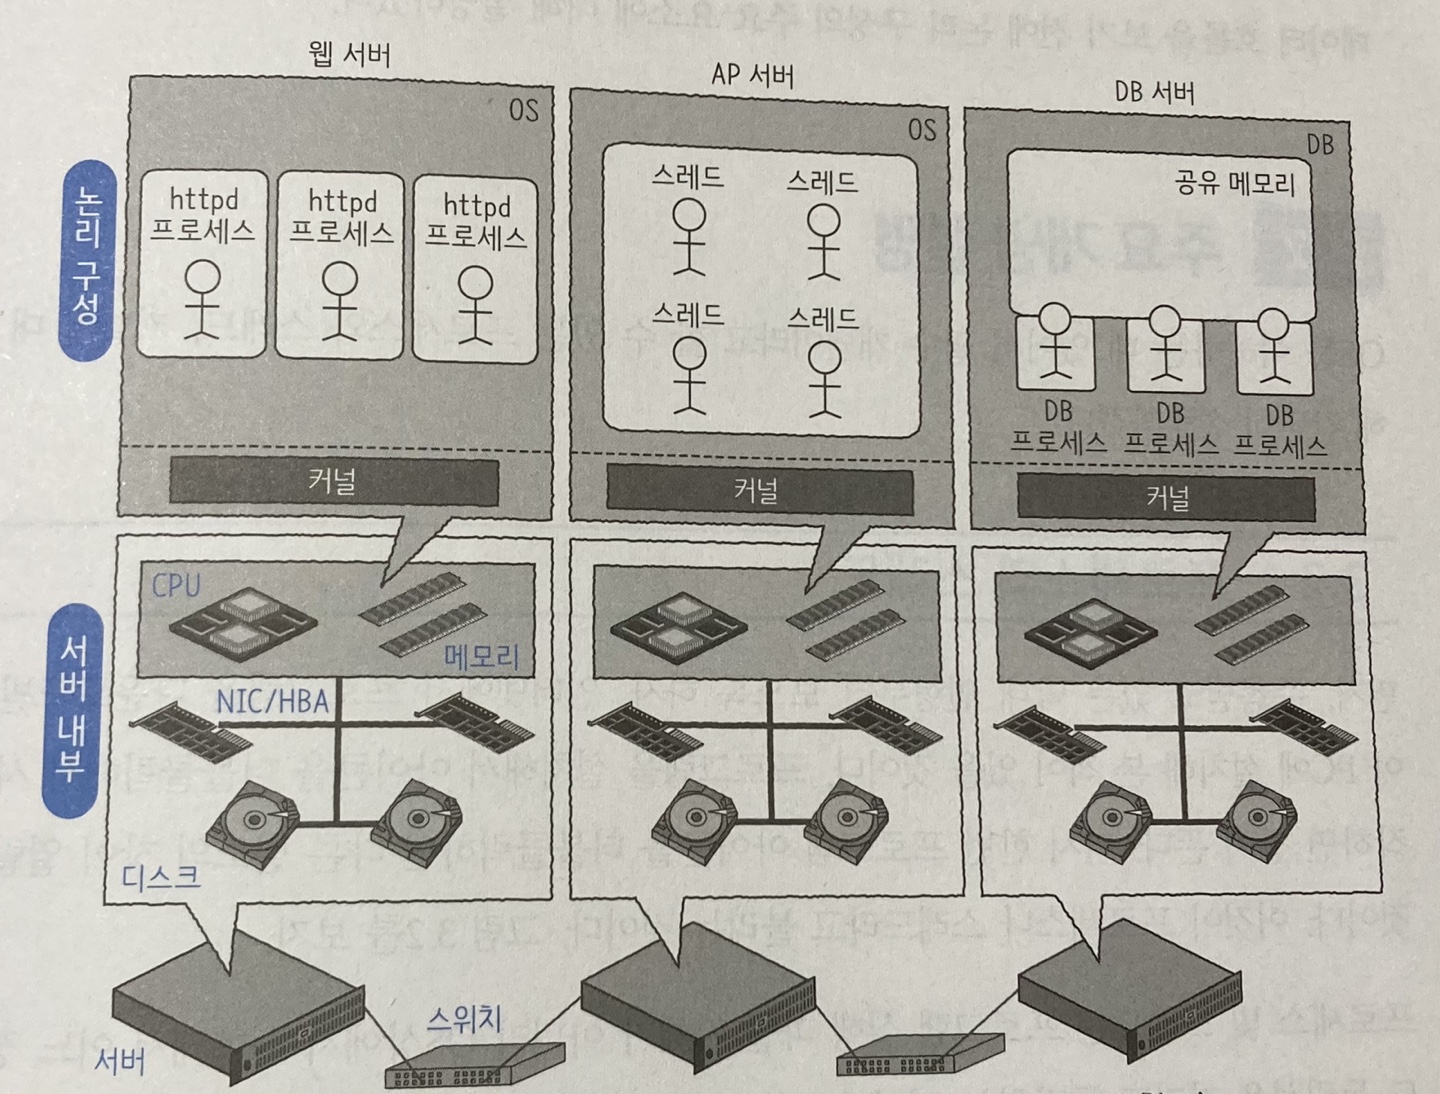 웹 서버
AP 서버
DB 서버
OS
OS
DB
논리 구성
httpd
프로세스
httpd
프로세스
httpd
프로세스
스레드
스레드
스레드
스레드
공유 메모리
DB
프로세스
DB
프로세스
DB
프로세스
커널
커널
커널
서버 내부
CPU
메모리
NIC/HBA
디스크
서버
스위치